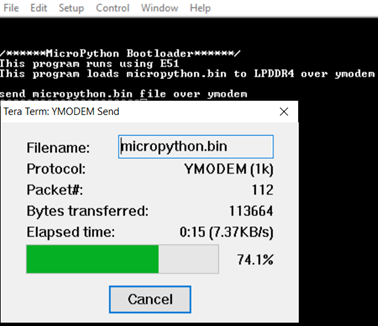 File Edit Setup Control Window Help
/******MicroPython Bootloader******/
This program runs using E51
This program loads micropython.bin to LPDDR4 over ymodem
send micropython.bin file over ymodem
Tera Term: YMODEM Send
Filename: micropython.bin
Protocol: YMODEM (1k)
Packet#: 112
Bytes transferred: 113664
Elapsed time: 0:15 (7.37KB/s)
74.1%
Cancel